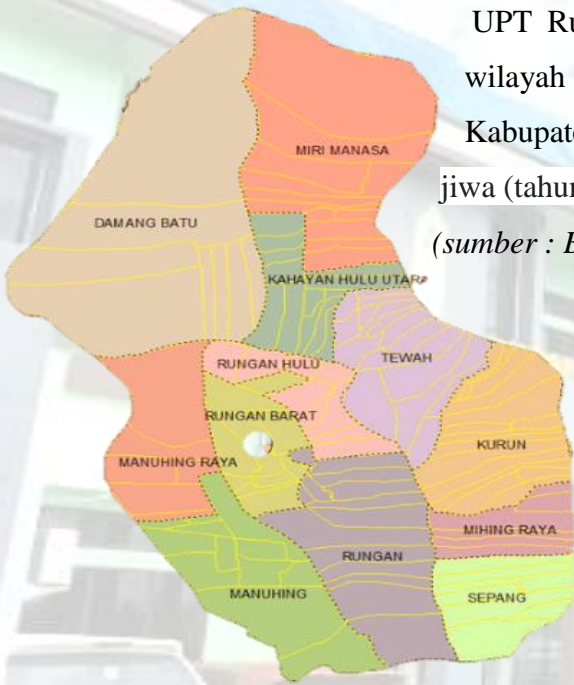 UPT Ru
wilayah
Kabupate
jiwa (tahun
(sumber : B
MIRI MANASA
DAMANG BATU
KAHAYAN HULU UTARA
RUNGAN HULU
TEWAH
RUNGAN BARAT
KURUN
MANUHING RAYA
MIHING RAYA
RUNGAN
MANUHING
SEPANG